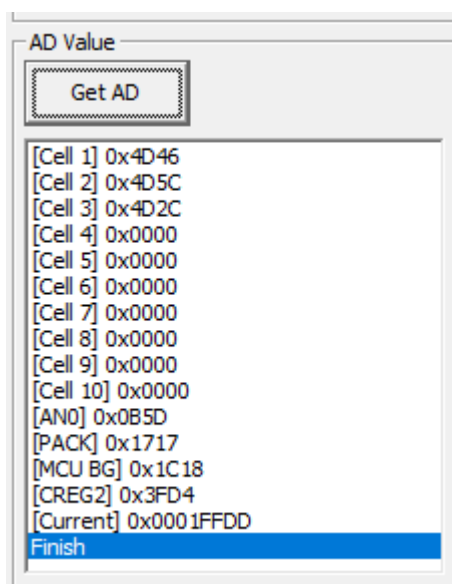 AD Value
Get AD
[Cell 1] 0x4D46
[Cell 2] 0x4D5C
[Cell 3] 0x4D2C
[Cell 4] 0x0000
[Cell 5] 0x0000
[Cell 6] 0x0000
[Cell 7] 0x0000
[Cell 8] 0x0000
[Cell 9] 0x0000
[Cell 10] 0x0000
[AN0] 0x0B5D
[PACK] 0x1717
[MCU BG] 0x1C18
[CREG2] 0x3FD4
[Current] 0x0001FFDD
Finish